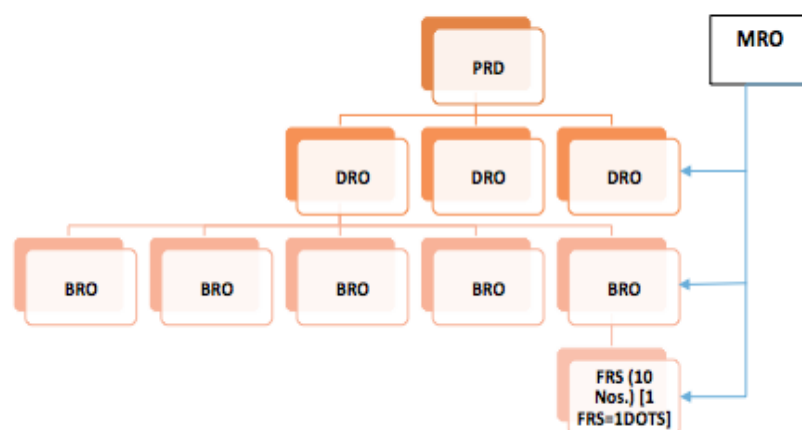 MRO
PRD
DRO
DRO
DRO
BRO
BRO
BRO
BRO
BRO
FRS (10
Nos.) [1
FRS=1DOTS]